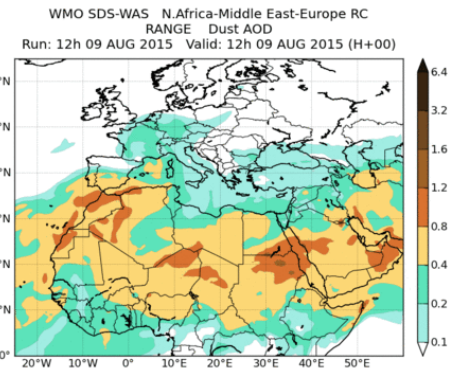 WMO SDS-WAS N.Africa-Middle East-Europe RC
RANGE Dust AOD
Run: 12h 09 AUG 2015 Valid: 12h 09 AUG 2015 (H+00)
6.4
3.2
1.6
1.2
0.8
0.4
0.2
0.1
N
N
N
N
N
N
0°
20°W 10°W 0° 10°E 20°E 30°E 40°E 50°E